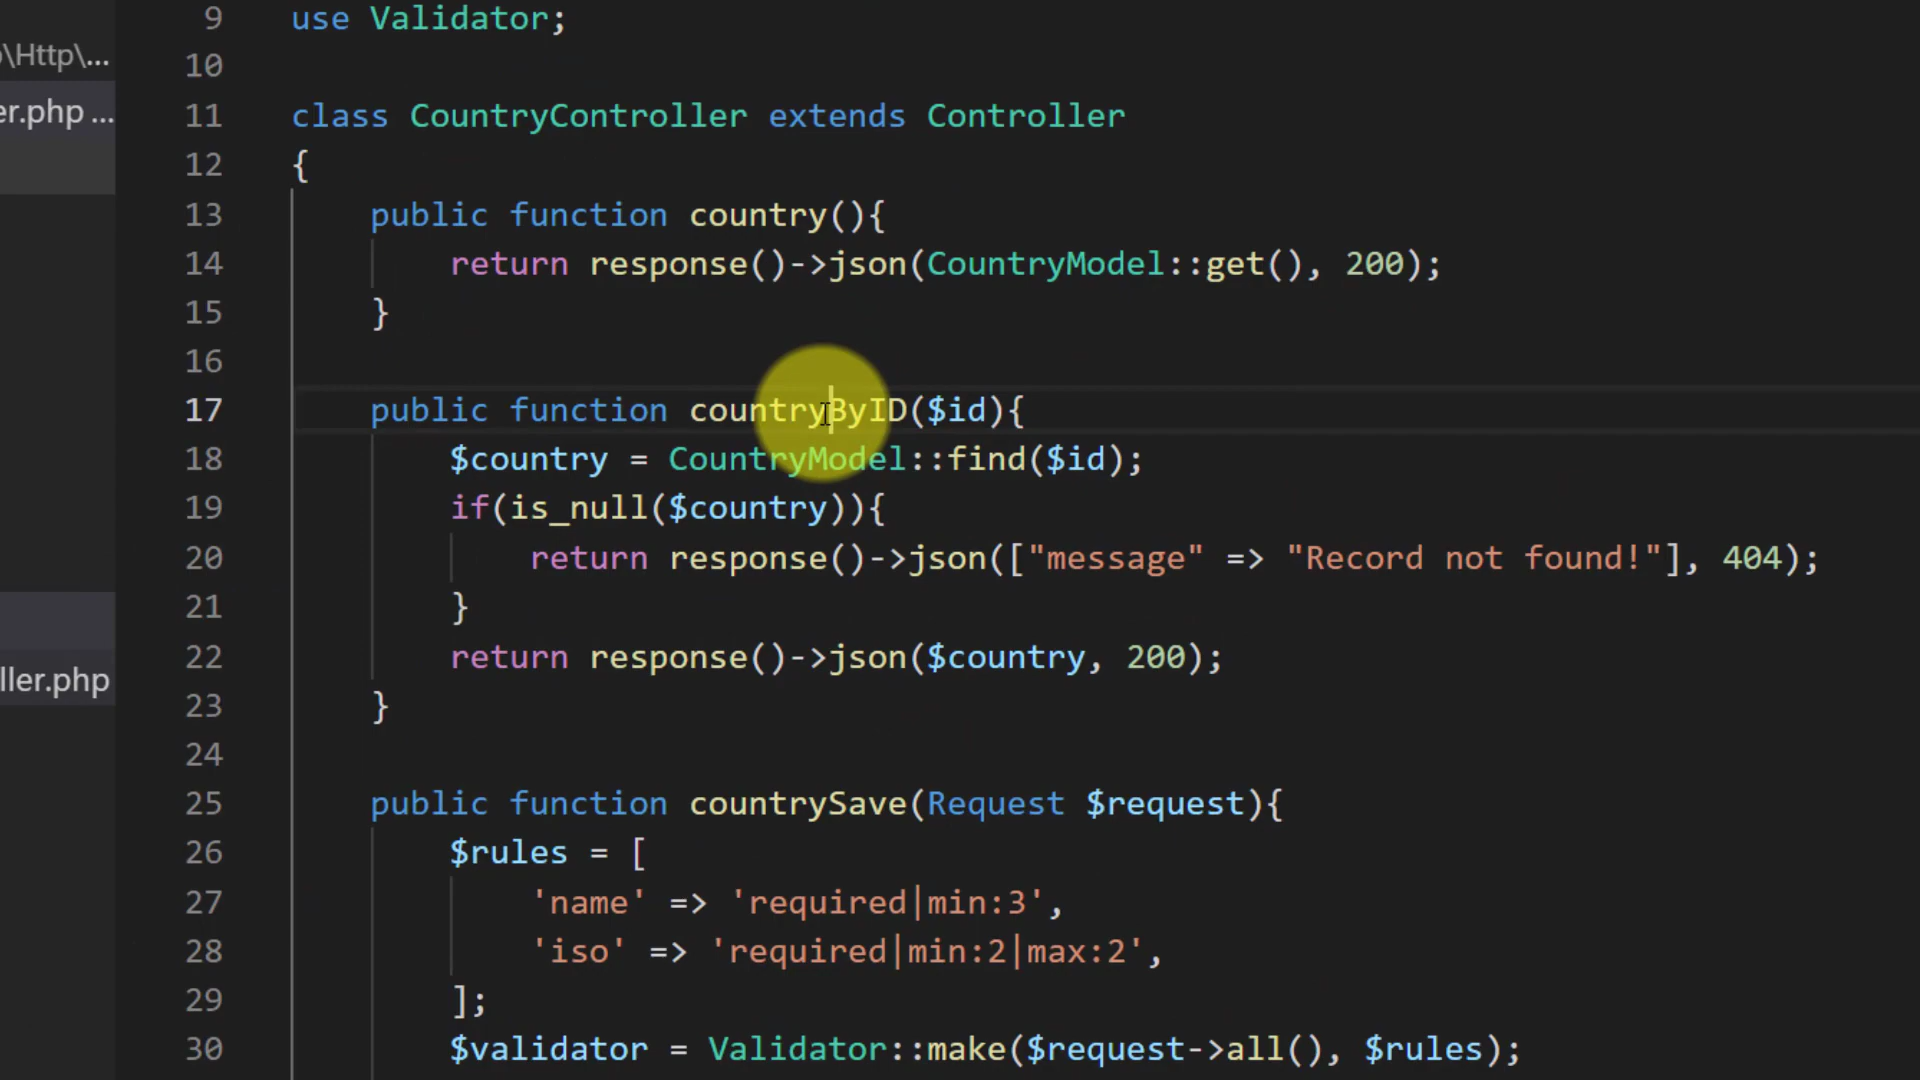 9 use Validator;
\Http\...
10
er.php ...
11 class CountryController extends Controller
12 {
13 public function country(){
14 return response()->json(CountryModel::get(), 200);
15 }
16
17 public function countryByID($id){
18 $country = CountryModel::find($id);
19 if(is_null($country)){
20 return response()->json(["message" => "Record not found!"], 404);
21 }
22 return response()->json($country, 200);
ller.php
23 }
24
25 public function countrySave(Request $request){
26 $rules = [
27 'name' => 'required|min:3',
28 'iso' => 'required|min:2|max:2',
29 ];
30 $validator = Validator::make($request->all(), $rules);